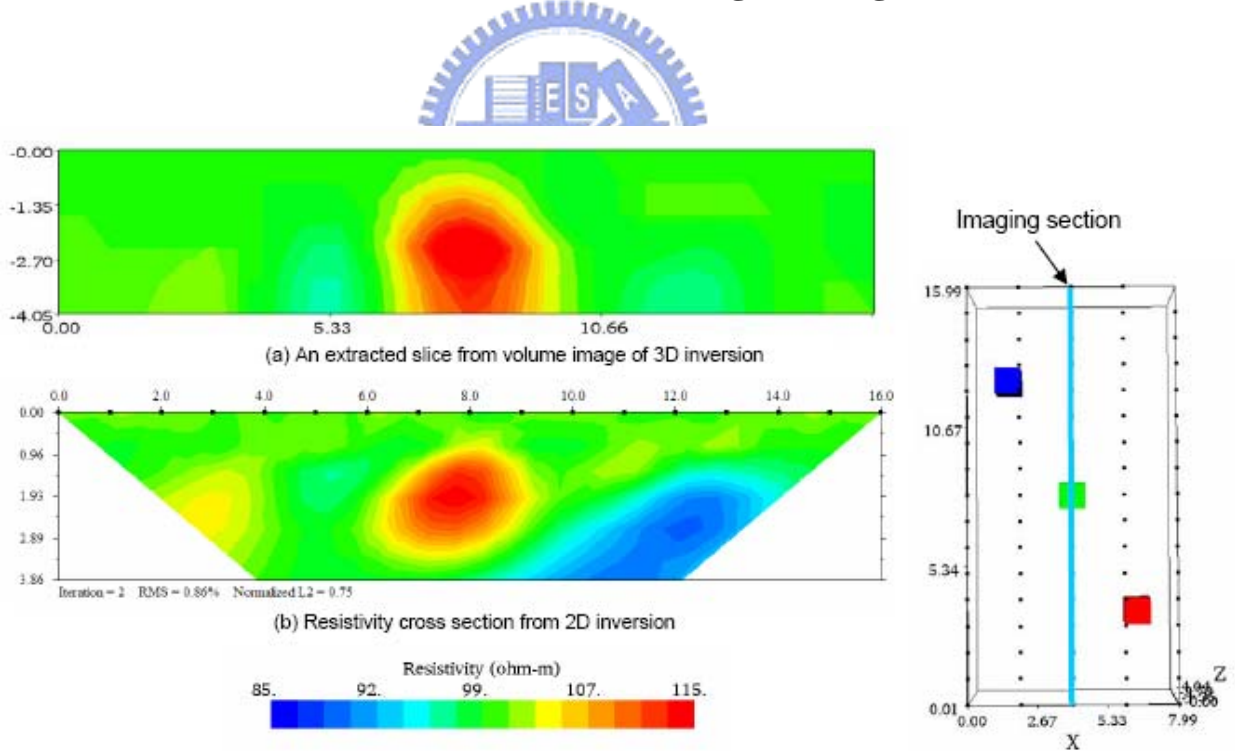 E S A
-0.00
-1.35
-2.70
-4.05
0.00 5.33 10.66
(a) An extracted slice from volume image of 3D inversion
0.0 2.0 4.0 6.0 8.0 10.0 12.0 14.0 16.0
0.00
0.96
1.93
2.89
3.86
Iteration = 2 RMS = 0.86% Normalized L2 = 0.75
(b) Resistivity cross section from 2D inversion
Resistivity (ohm-m)
85. 92. 99. 107. 115.
Imaging section
15.99
10.67
5.34
0.01
0.00 2.67 5.33 7.99
X
Z